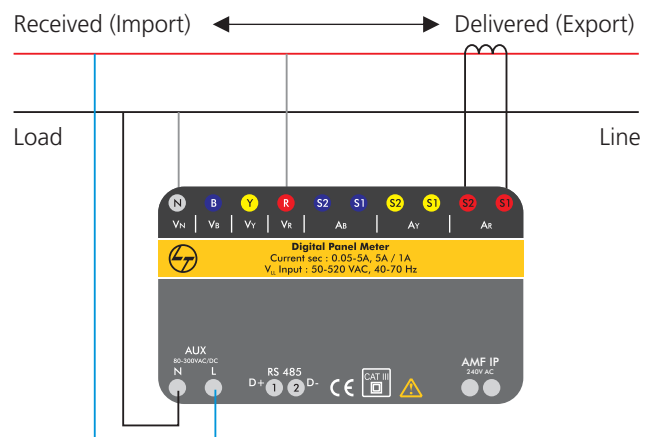 Received (Import) Delivered (Export)
Load Line
N B Y R S2 S1 S2 S1 S2 S1
VN VB VY VR AB AY AR
Digital Panel Meter
Current sec : 0.05-5A, 5A / 1A
VLL Input : 50-520 VAC, 40-70 Hz
AUX
80-300VAC/DC
N L
RS 485
D+ 1 2 D-
CE
CAT III
AMF IP
240V AC